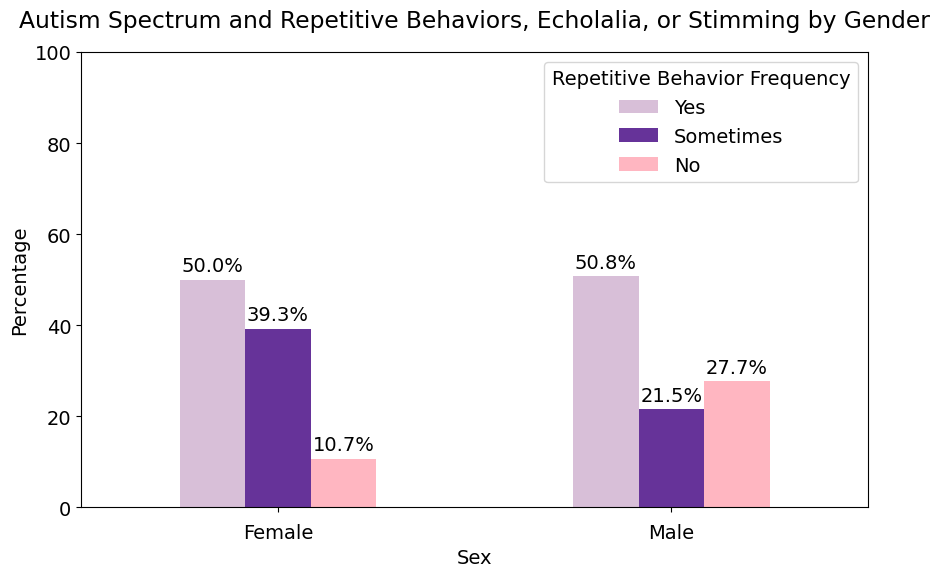 Autism Spectrum and Repetitive Behaviors, Echolalia, or Stimming by Gender
100
80
60
40
20
0
Percentage
Repetitive Behavior Frequency
Yes
Sometimes
No
50.0%
39.3%
10.7%
50.8%
21.5%
27.7%
Female
Male
Sex